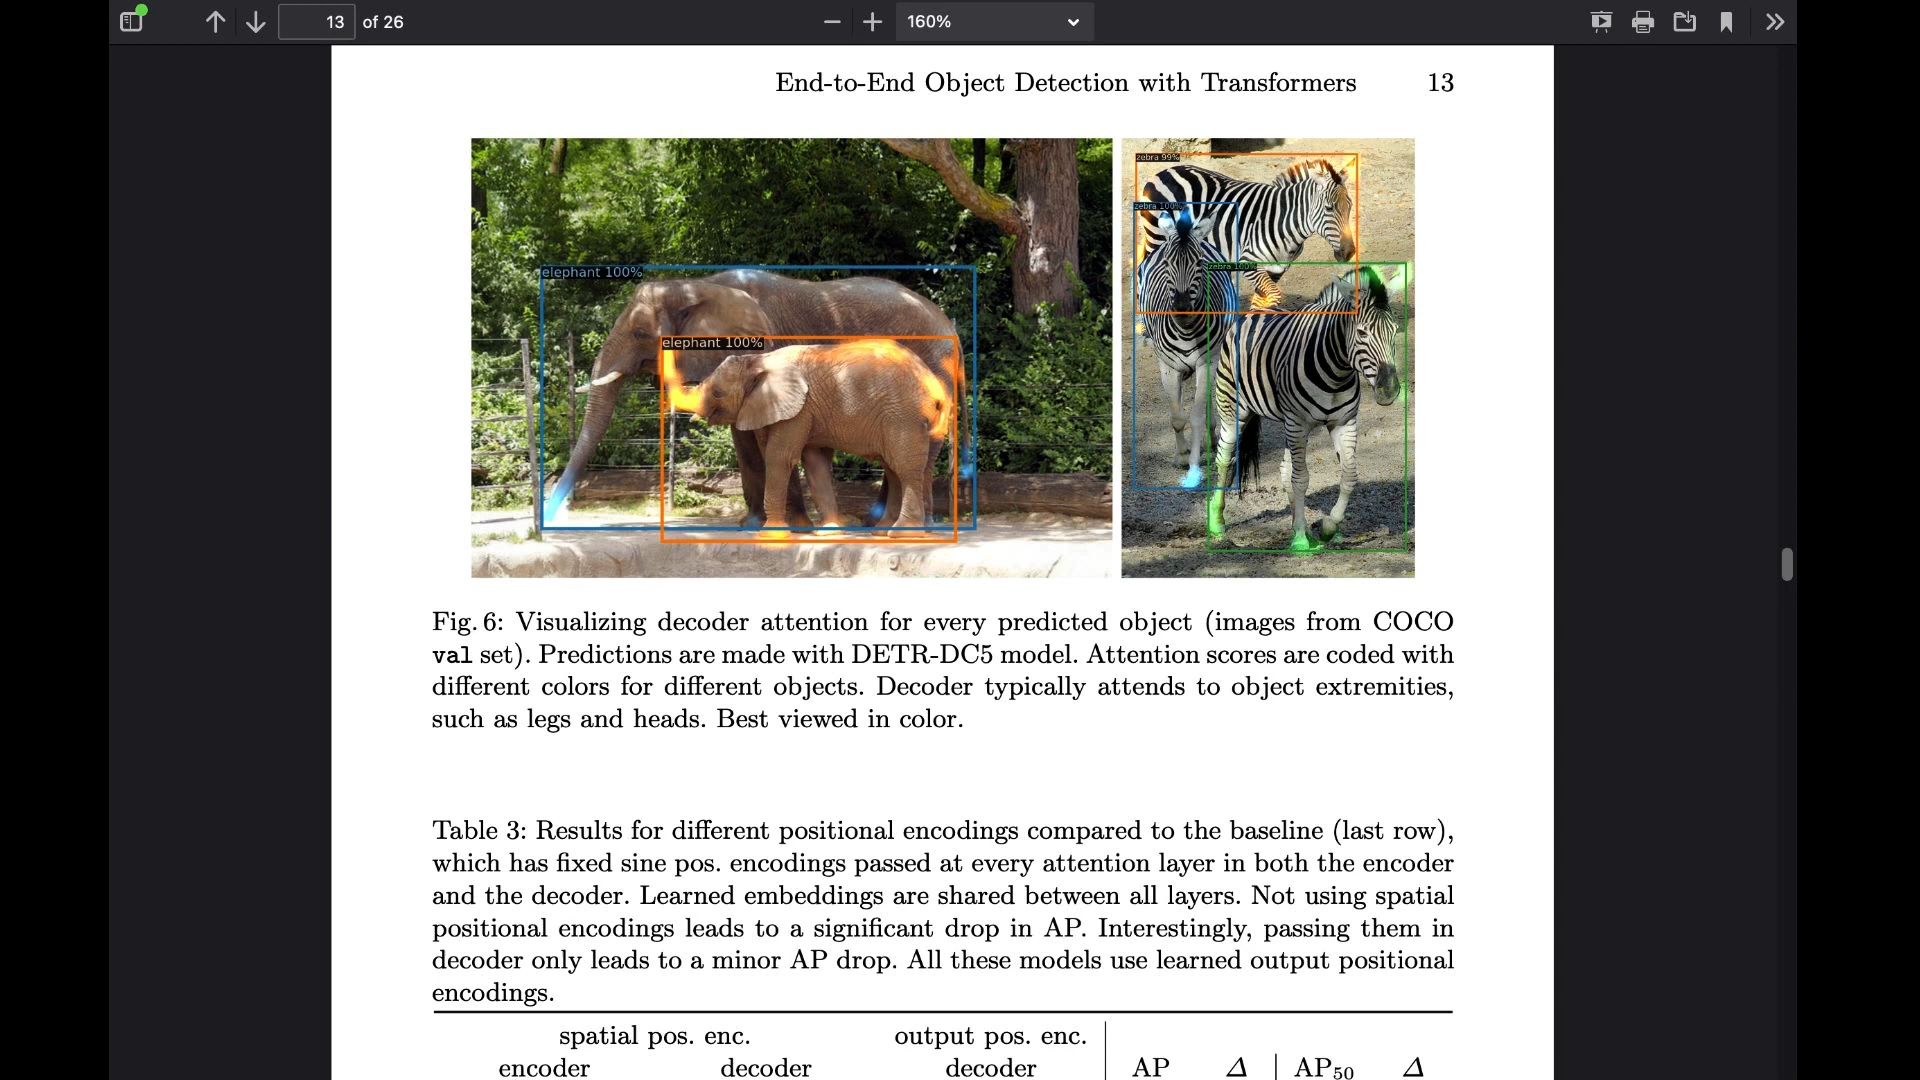 13 of 26
160%
End-to-End Object Detection with Transformers 13
elephant 100%
elephant 100%
zebra 99%
zebra 100%
zebra 100%
Fig. 6: Visualizing decoder attention for every predicted object (images from COCO
val set). Predictions are made with DETR-DC5 model. Attention scores are coded with
different colors for different objects. Decoder typically attends to object extremities,
such as legs and heads. Best viewed in color.
Table 3: Results for different positional encodings compared to the baseline (last row),
which has fixed sine pos. encodings passed at every attention layer in both the encoder
and the decoder. Learned embeddings are shared between all layers. Not using spatial
positional encodings leads to a significant drop in AP. Interestingly, passing them in
decoder only leads to a minor AP drop. All these models use learned output positional
encodings.
spatial pos. enc. output pos. enc.
encoder decoder decoder AP Δ AP50 Δ